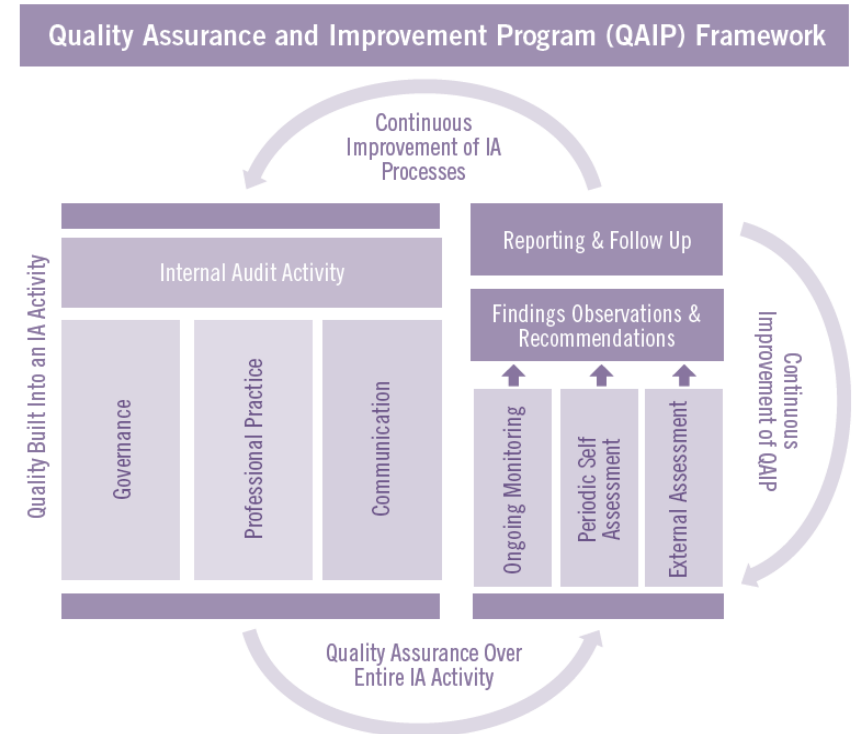 Quality Assurance and Improvement Program (QAIP) Framework
Continuous
Improvement of IA
Processes
Quality Built Into an IA Activity
Internal Audit Activity
Governance
Professional Practice
Communication
Reporting & Follow Up
Findings Observations &
Recommendations
Ongoing Monitoring
Periodic Self
Assessment
External Assessment
Continuous
Improvement of QAIP
Quality Assurance Over
Entire IA Activity